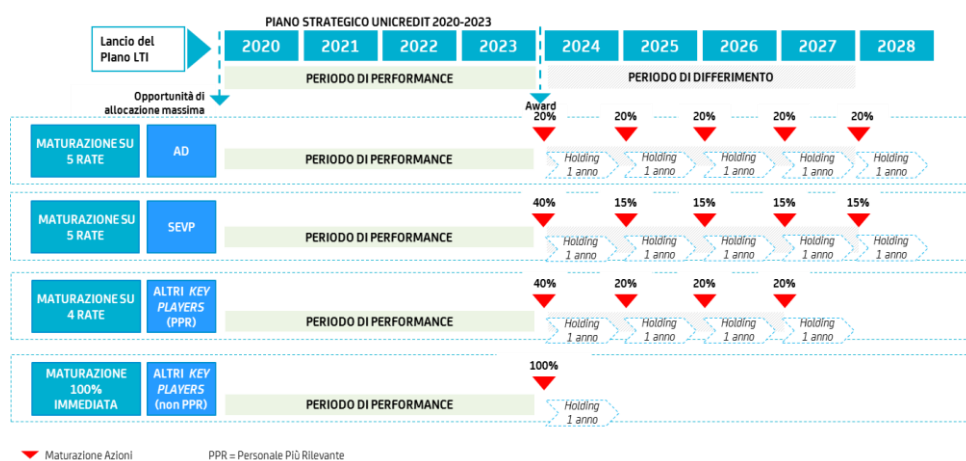 PIANO STRATEGICO UNICREDIT 2020-2023
Lancio del
Piano LTI
2020 2021 2022 2023 2024 2025 2026 2027 2028
PERIODO DI PERFORMANCE PERIODO DI DIFFERIMENTO
Opportunità di
allocazione massima
Award
20% 20% 20% 20% 20%
MATURAZIONE SU
5 RATE
AD
PERIODO DI PERFORMANCE
Holding
1 anno
Holding
1 anno
Holding
1 anno
Holding
1 anno
Holding
1 anno
40% 15% 15% 15% 15%
MATURAZIONE SU
5 RATE
SEVP
PERIODO DI PERFORMANCE
Holding
1 anno
Holding
1 anno
Holding
1 anno
Holding
1 anno
Holding
1 anno
40% 20% 20% 20%
MATURAZIONE SU
4 RATE
ALTRI KEY
PLAYERS
(PPR)
PERIODO DI PERFORMANCE
Holding
1 anno
Holding
1 anno
Holding
1 anno
Holding
1 anno
100%
MATURAZIONE
100%
IMMEDIATA
ALTRI KEY
PLAYERS
(non PPR)
PERIODO DI PERFORMANCE
Holding
1 anno
Maturazione Azioni PPR = Personale Più Rilevante